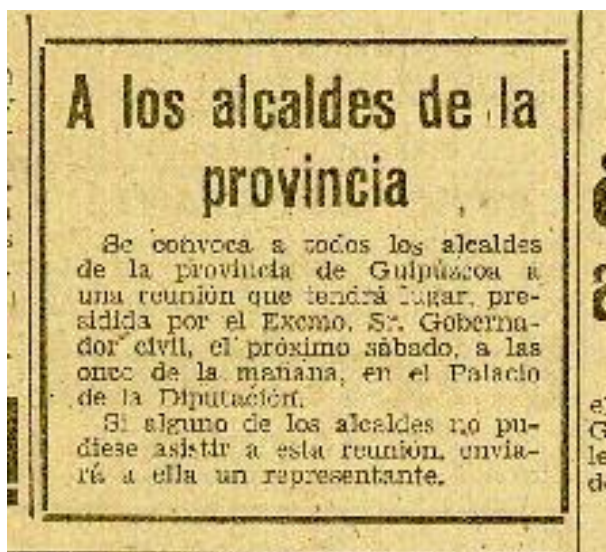 A los alcaldes de la
provincia
Se convoca a todos los alcaldes
de la provincia de Guipúzcoa a
una reunión que tendrá lugar, pre-
sidida por el Excmo. Sr. Goberna-
dor civil, el próximo sábado, a las
once de la mañana, en el Palacio
de la Diputación.
Si alguno de los alcaldes no pu-
diese asistir a esta reunión, envia-
rá a ella un representante.